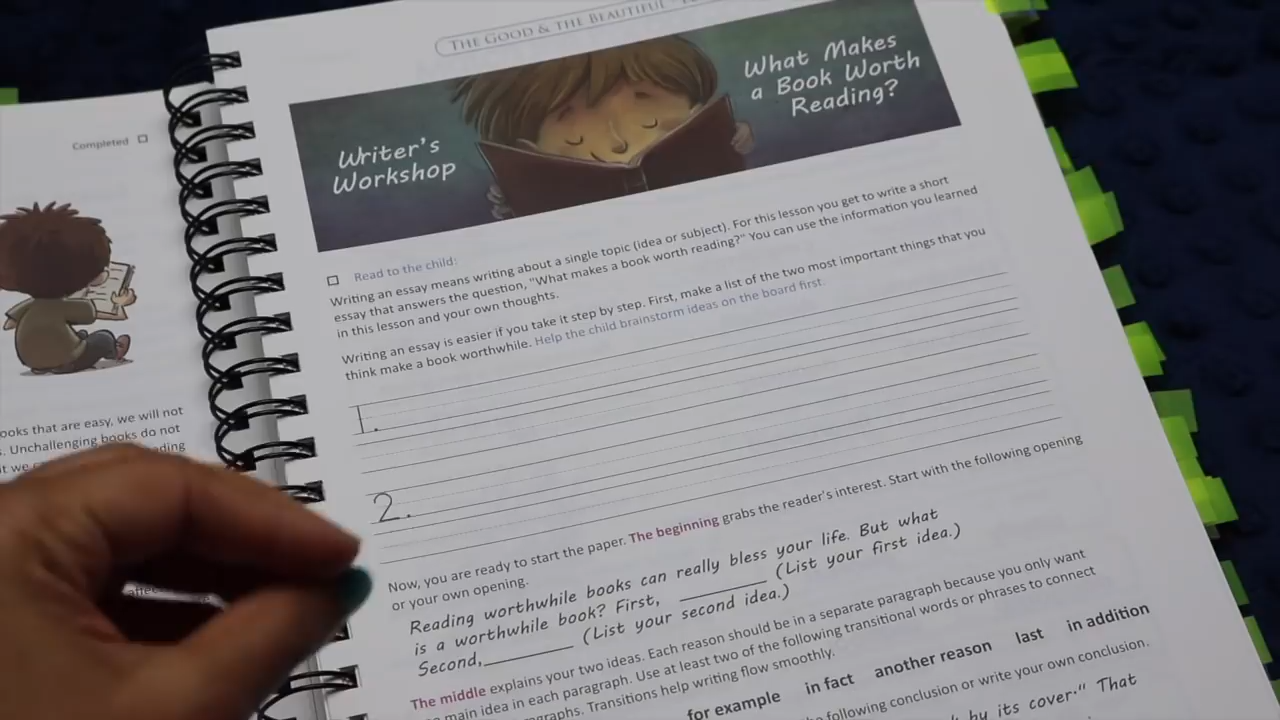 THE GOOD & THE BEAUTIFUL
Completed
ooks that are easy, we will not
Unchallenging books do not
it we
ading
Writer's
Workshop
What Makes
a Book Worth
Reading?
Read to the child:
Writing an essay means writing about a single topic (idea or subject). For this lesson you get to write a short
essay that answers the question, "What makes a book worth reading?" You can use the information you learned
in this lesson and your own thoughts.
Writing an essay is easier if you take it step by step. First, make a list of the two most important things that you
think make a book worthwhile. Help the child brainstorm ideas on the board first.
1.
2.
Now, you are ready to start the paper. The beginning grabs the reader's interest. Start with the following opening
or your own opening.
Reading worthwhile books can really bless your life. But what
is a worthwhile book? First, ________ (List your first idea.)
Second,________ (List your second idea.)
The middle explains your two ideas. Each reason should be in a separate paragraph because you only want
main idea in each paragraph. Use at least two of the following transitional words or phrases to connect
graphs. Transitions help writing flow smoothly.
for example in fact another reason last in addition
following conclusion or write your own conclusion.
by its cover." That